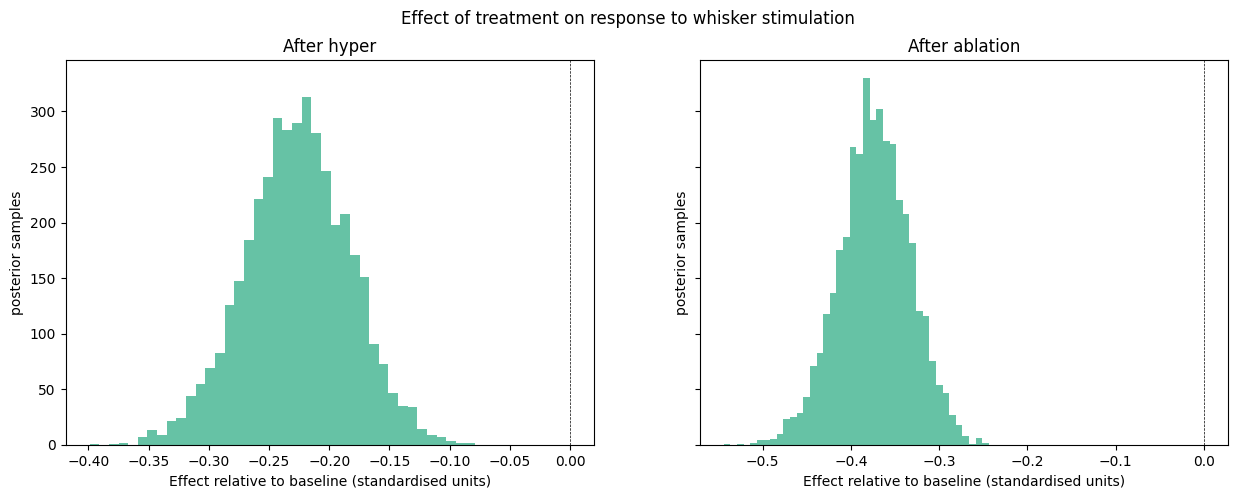 Effect of treatment on response to whisker stimulation
After hyper
posterior samples
300
250
200
150
100
50
0
−0.40 −0.35 −0.30 −0.25 −0.20 −0.15 −0.10 −0.05 0.00
Effect relative to baseline (standardised units)
After ablation
posterior samples
−0.5 −0.4 −0.3 −0.2 −0.1 0.0
Effect relative to baseline (standardised units)